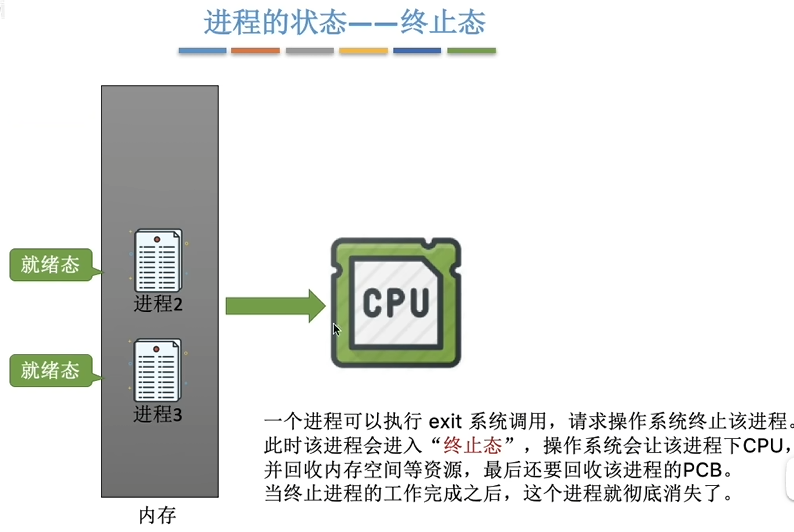 进程的状态——终止态
就绪态
进程2
CPU
就绪态
进程3
一个进程可以执行 exit 系统调用，请求操作系统终止该进程。
此时该进程会进入“终止态”，操作系统会让该进程下CPU，
并回收内存空间等资源，最后还要回收该进程的PCB。
当终止进程的工作完成之后，这个进程就彻底消失了。
内存